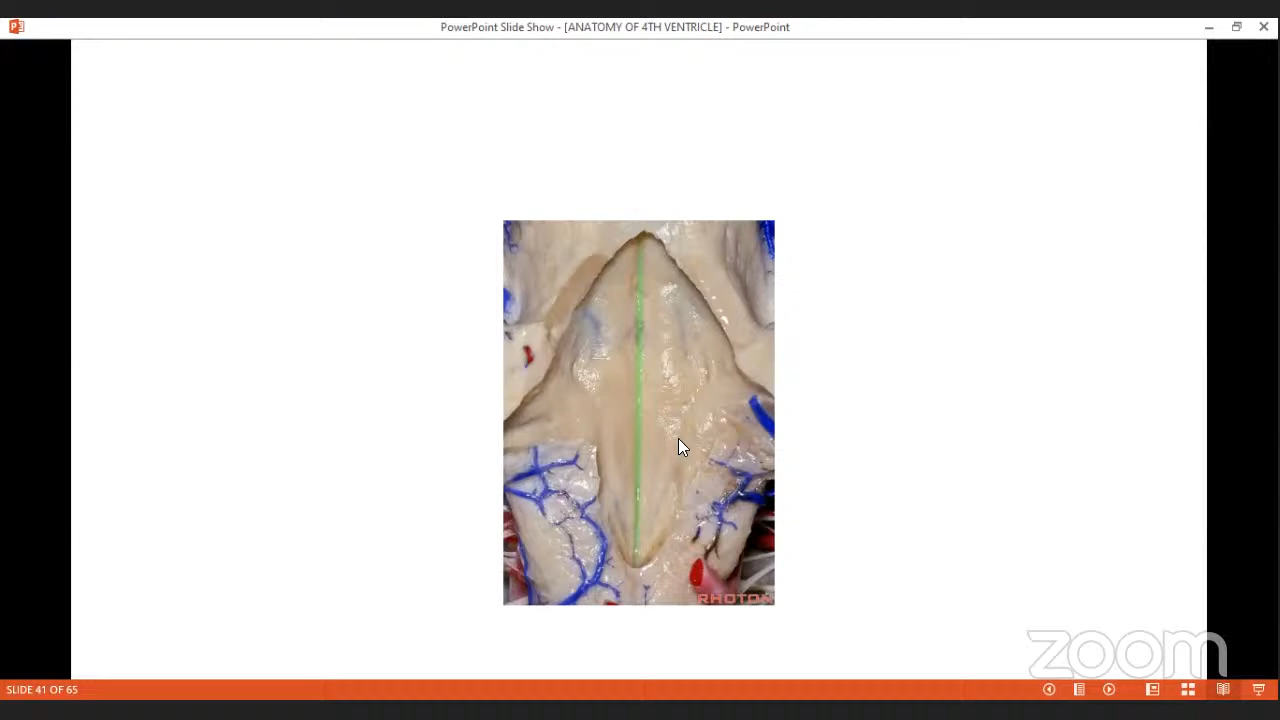 PowerPoint Slide Show - [ANATOMY OF 4TH VENTRICLE] - PowerPoint
RHOTON
zoom
SLIDE 41 OF 65